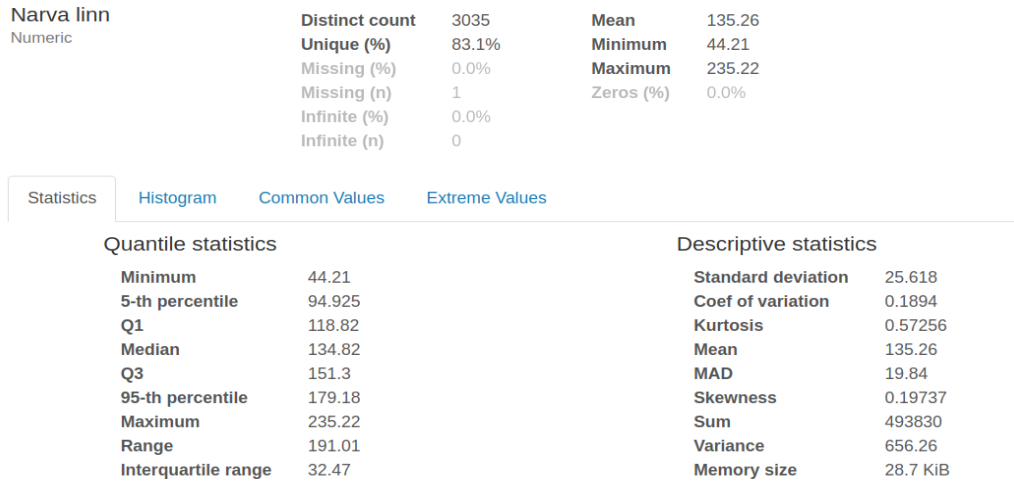 Narva linn
Numeric
Distinct count 3035
Unique (%) 83.1%
Missing (%) 0.0%
Missing (n) 1
Infinite (%) 0.0%
Infinite (n) 0
Mean 135.26
Minimum 44.21
Maximum 235.22
Zeros (%) 0.0%
Statistics Histogram Common Values Extreme Values
Quantile statistics
Minimum 44.21
5-th percentile 94.925
Q1 118.82
Median 134.82
Q3 151.3
95-th percentile 179.18
Maximum 235.22
Range 191.01
Interquartile range 32.47
Descriptive statistics
Standard deviation 25.618
Coef of variation 0.1894
Kurtosis 0.57256
Mean 135.26
MAD 19.84
Skewness 0.19737
Sum 493830
Variance 656.26
Memory size 28.7 KiB